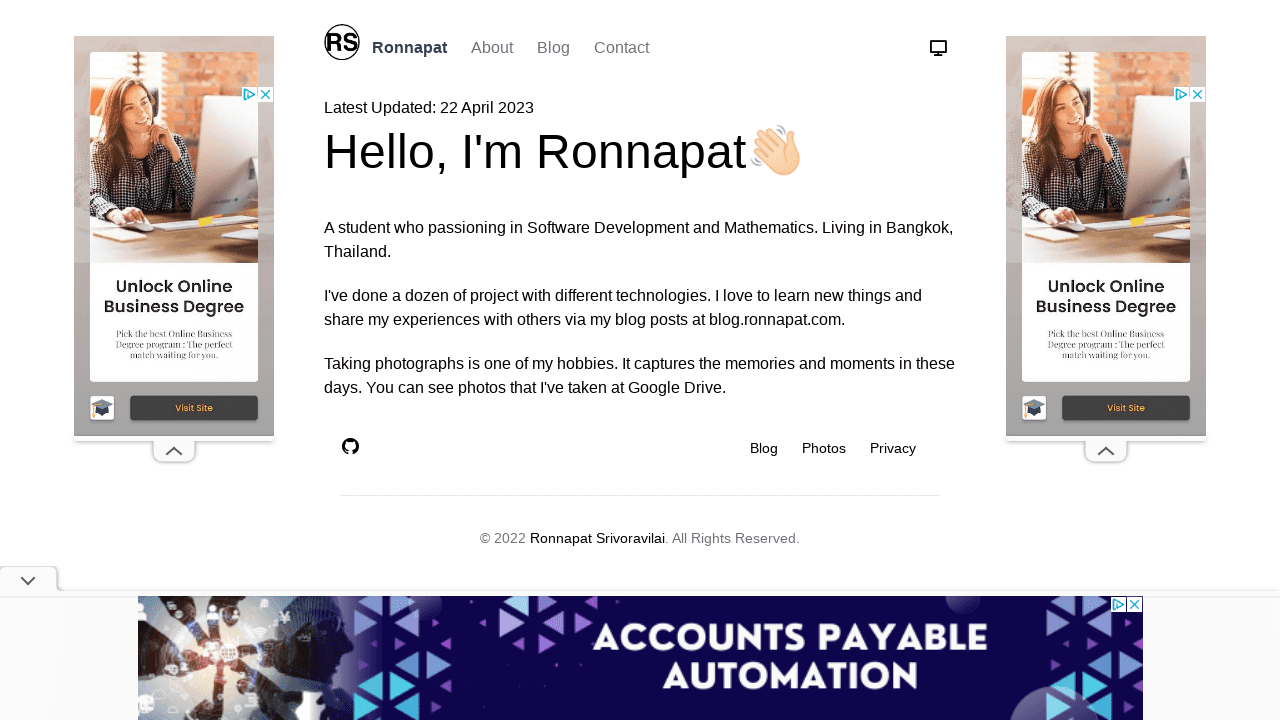 RS Ronnapat About Blog Contact
Latest Updated: 22 April 2023
Hello, I'm Ronnapat👋🏻
A student who passioning in Software Development and Mathematics. Living in Bangkok,
Thailand.
I've done a dozen of project with different technologies. I love to learn new things and
share my experiences with others via my blog posts at blog.ronnapat.com.
Taking photographs is one of my hobbies. It captures the memories and moments in these
days. You can see photos that I've taken at Google Drive.
Blog Photos Privacy
© 2022 Ronnapat Srivoravilai. All Rights Reserved.
Unlock Online
Business Degree
Pick the best Online Business
Degree program : The perfect
match waiting for you.
Visit Site
Unlock Online
Business Degree
Pick the best Online Business
Degree program : The perfect
match waiting for you.
Visit Site
ACCOUNTS PAYABLE
AUTOMATION